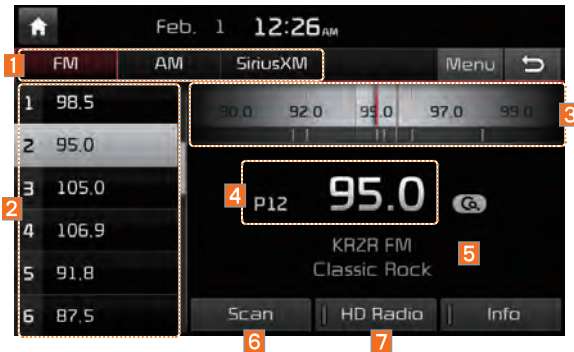 Feb. 1 12:26 AM
1 FM AM SiriusXM Menu
1 98.5
2 95.0
3 105.0
4 106.9
5 91.8
6 87.5
2
90.0 92.0 95.0 97.0 99.0
3
4 P12 95.0
KRZR FM
Classic Rock
5
Scan HD Radio Info
6 7